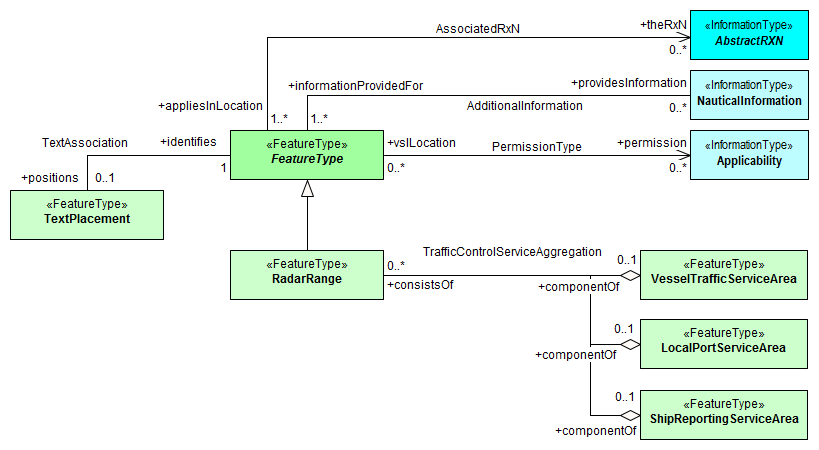 AssociatedRxN
+theRxN
0..*
«InformationType»
AbstractRXN
+appliesInLocation
1..*
+informationProvidedFor
1..*
AdditionalInformation
+providesInformation
0..*
«InformationType»
NauticalInformation
TextAssociation
+identifies
1
+positions
0..1
«FeatureType»
FeatureType
+vslLocation
0..*
PermissionType
+permission
0..*
«InformationType»
Applicability
«FeatureType»
TextPlacement
«FeatureType»
RadarRange
TrafficControlServiceAggregation
0..*
+consistsOf
0..1
+componentOf
«FeatureType»
VesselTrafficServiceArea
0..1
+componentOf
«FeatureType»
LocalPortServiceArea
0..1
+componentOf
«FeatureType»
ShipReportingServiceArea